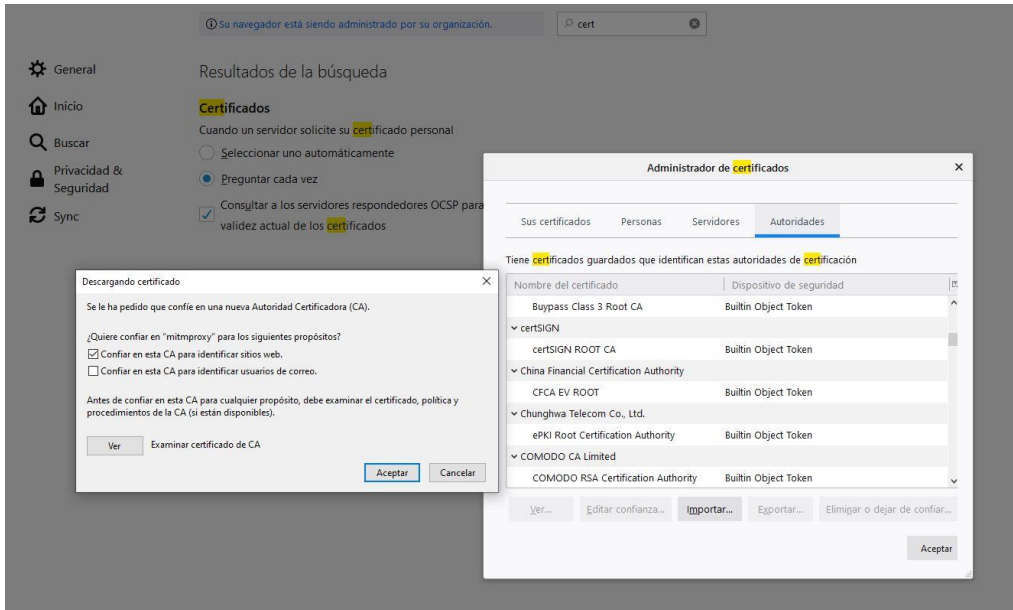 Su navegador está siendo administrado por su organización.
cert
General
Inicio
Buscar
Privacidad &
Seguridad
Sync
Resultados de la búsqueda
Certificados
Cuando un servidor solicite su certificado personal
Seleccionar uno automáticamente
Preguntar cada vez
Consultar a los servidores respondedores OCSP para
validez actual de los certificados
Administrador de certificados
Sus certificados Personas Servidores Autoridades
Tiene certificados guardados que identifican estas autoridades de certificación
Nombre del certificado Dispositivo de seguridad
Buypass Class 3 Root CA Builtin Object Token
certSIGN
certSIGN ROOT CA Builtin Object Token
China Financial Certification Authority
CFCA EV ROOT Builtin Object Token
Chunghwa Telecom Co., Ltd.
ePKI Root Certification Authority Builtin Object Token
COMODO CA Limited
COMODO RSA Certification Authority Builtin Object Token
Ver... Editar confianza... Importar... Exportar... Eliminar o dejar de confiar...
Aceptar
Descargando certificado
Se le ha pedido que confíe en una nueva Autoridad Certificadora (CA).
¿Quiere confiar en "mitmproxy" para los siguientes propósitos?
Confiar en esta CA para identificar sitios web.
Confiar en esta CA para identificar usuarios de correo.
Antes de confiar en esta CA para cualquier propósito, debe examinar el certificado, política y
procedimientos de la CA (si están disponibles).
Ver Examinar certificado de CA
Aceptar Cancelar